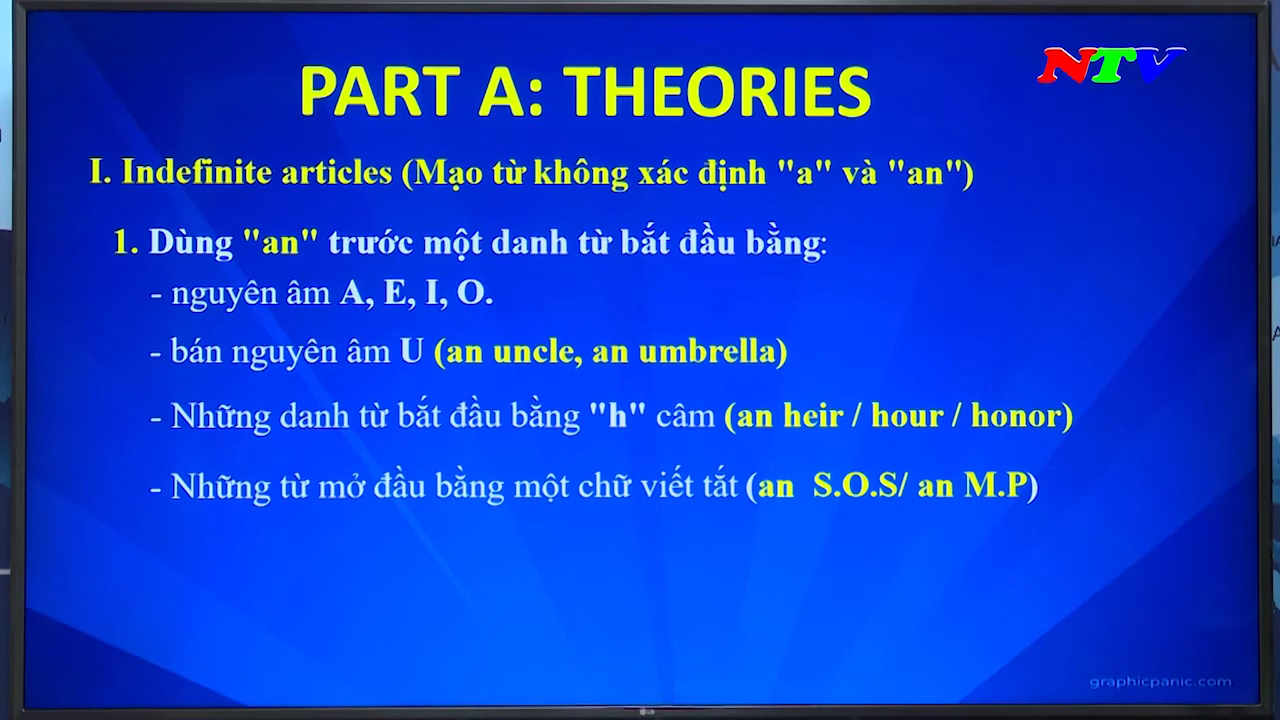 NTV
PART A: THEORIES
I. Indefinite articles (Mạo từ không xác định "a" và "an")
1. Dùng "an" trước một danh từ bắt đầu bằng:
- nguyên âm A, E, I, O.
- bán nguyên âm U (an uncle, an umbrella)
- Những danh từ bắt đầu bằng "h" câm (an heir / hour / honor)
- Những từ mở đầu bằng một chữ viết tắt (an S.O.S/ an M.P)
graphicpanic.com
LG